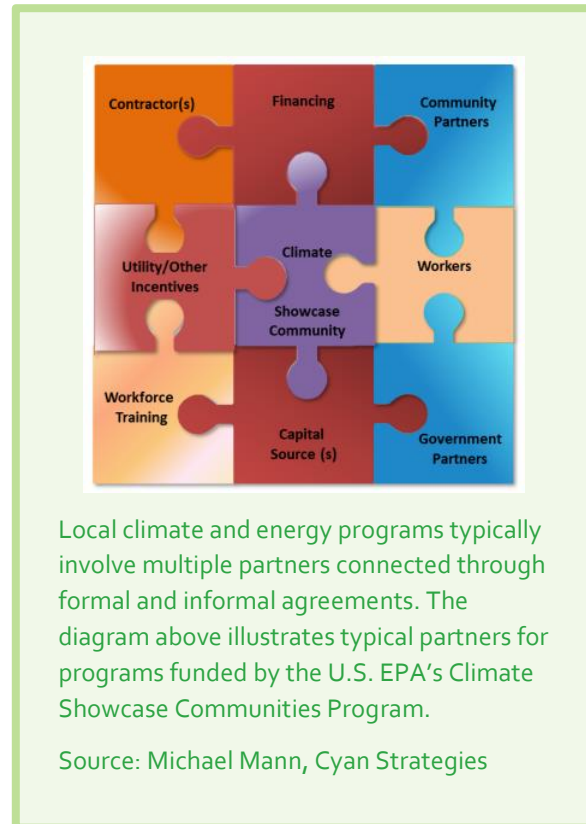 Contractor(s)
Financing
Community
Partners
Utility/Other
Incentives
Climate
Showcase
Community
Workers
Workforce
Training
Capital
Source (s)
Government
Partners
Local climate and energy programs typically
involve multiple partners connected through
formal and informal agreements. The
diagram above illustrates typical partners for
programs funded by the U.S. EPA’s Climate
Showcase Communities Program.
Source: Michael Mann, Cyan Strategies